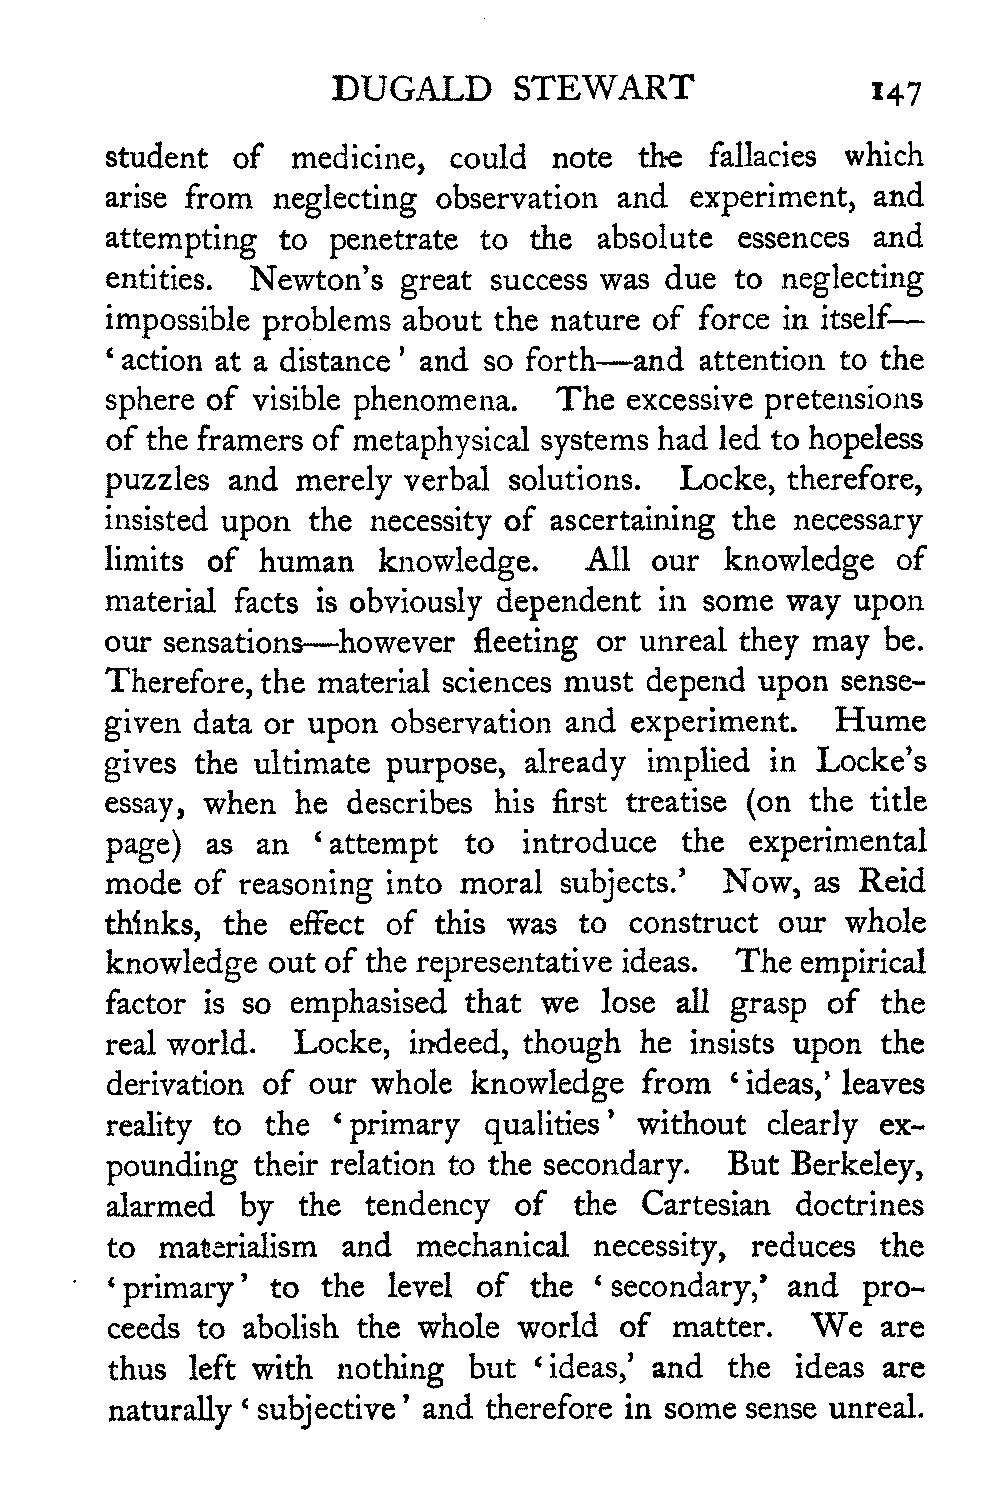 DUGALD STEWART 147
student of medicine, could note the fallacies which
arise from neglecting observation and experiment, and
attempting to penetrate to the absolute essences and
entities. Newton's great success was due to neglecting
impossible problems about the nature of force in itself—
‘action at a distance’ and so forth—and attention to the
sphere of visible phenomena. The excessive pretensions
of the framers of metaphysical systems had led to hopeless
puzzles and merely verbal solutions. Locke, therefore,
insisted upon the necessity of ascertaining the necessary
limits of human knowledge. All our knowledge of
material facts is obviously dependent in some way upon
our sensations—however fleeting or unreal they may be.
Therefore, the material sciences must depend upon sense-
given data or upon observation and experiment. Hume
gives the ultimate purpose, already implied in Locke's
essay, when he describes his first treatise (on the title
page) as an ‘attempt to introduce the experimental
mode of reasoning into moral subjects.’ Now, as Reid
thinks, the effect of this was to construct our whole
knowledge out of the representative ideas. The empirical
factor is so emphasised that we lose all grasp of the
real world. Locke, indeed, though he insists upon the
derivation of our whole knowledge from ‘ideas,’ leaves
reality to the ‘primary qualities’ without clearly ex-
pounding their relation to the secondary. But Berkeley,
alarmed by the tendency of the Cartesian doctrines
to materialism and mechanical necessity, reduces the
‘primary’ to the level of the ‘secondary,’ and pro-
ceeds to abolish the whole world of matter. We are
thus left with nothing but ‘ideas,’ and the ideas are
naturally ‘subjective’ and therefore in some sense unreal.